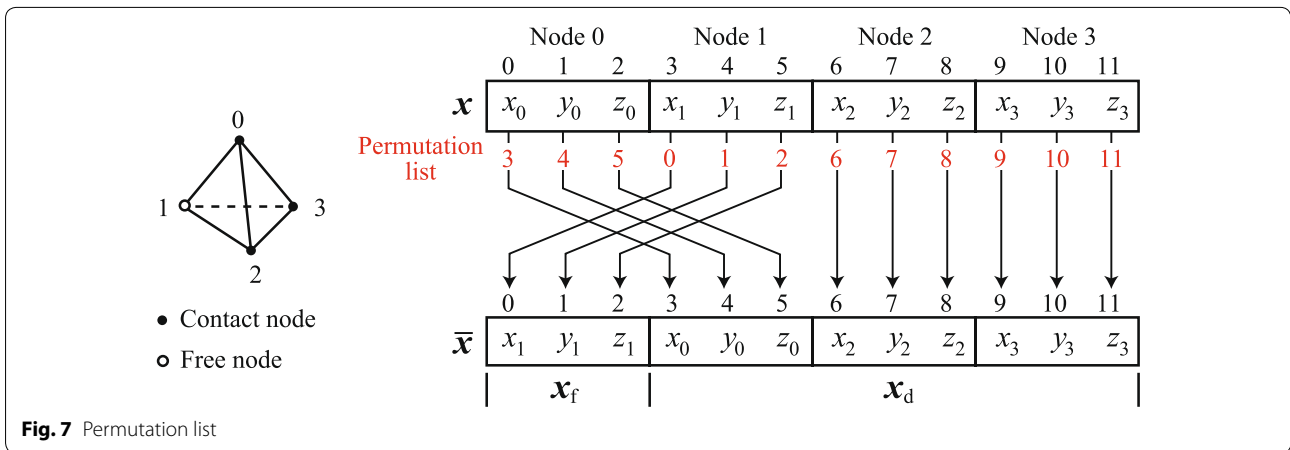 Node 0 Node 1 Node 2 Node 3
0 1 2 3 4 5 6 7 8 9 10 11
x x₀ y₀ z₀ x₁ y₁ z₁ x₂ y₂ z₂ x₃ y₃ z₃
Permutation
list
3 4 5 0 1 2 6 7 8 9 10 11
0
1
3
2
Contact node
Free node
0 1 2 3 4 5 6 7 8 9 10 11
x̅ x₁ y₁ z₁ x₀ y₀ z₀ x₂ y₂ z₂ x₃ y₃ z₃
x_f x_d
Fig. 7 Permutation list